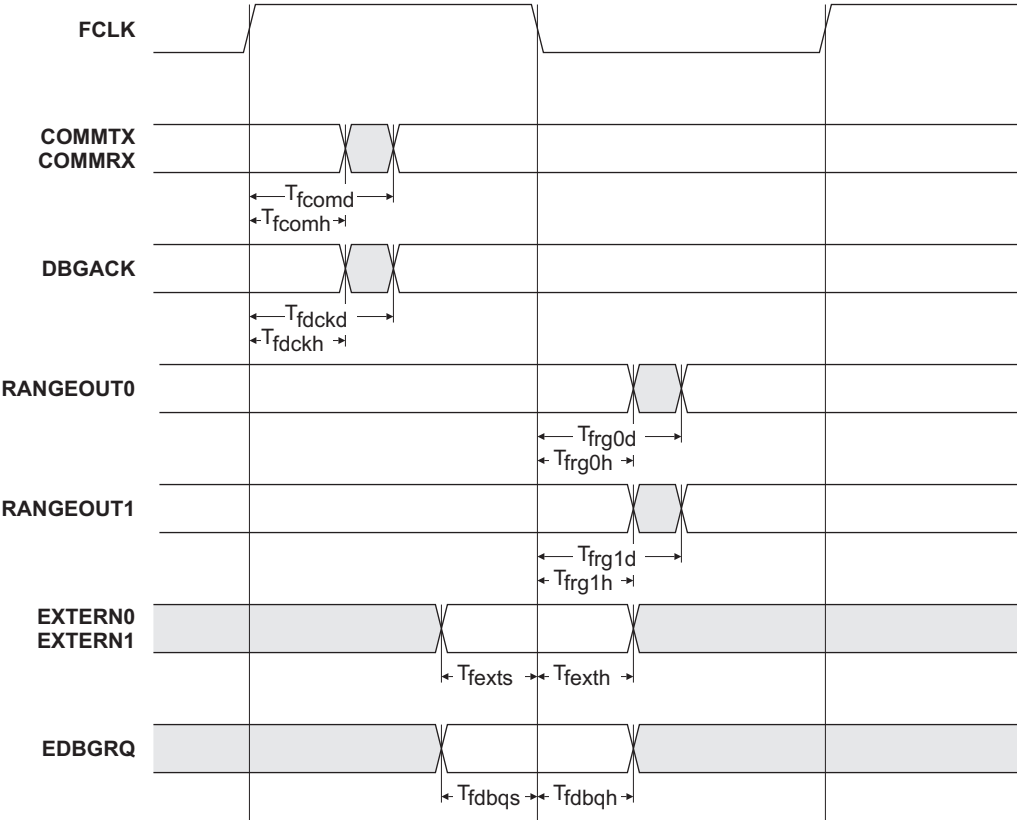 FCLK
COMMTX
COMMRX
Tfcomd
Tfcomh
DBGACK
Tfdckd
Tfdckh
RANGEOUT0
Tfrg0d
Tfrg0h
RANGEOUT1
Tfrg1d
Tfrg1h
EXTERN0
EXTERN1
Tfexts Tfexth
EDBGRQ
Tfdbqs Tfdbqh